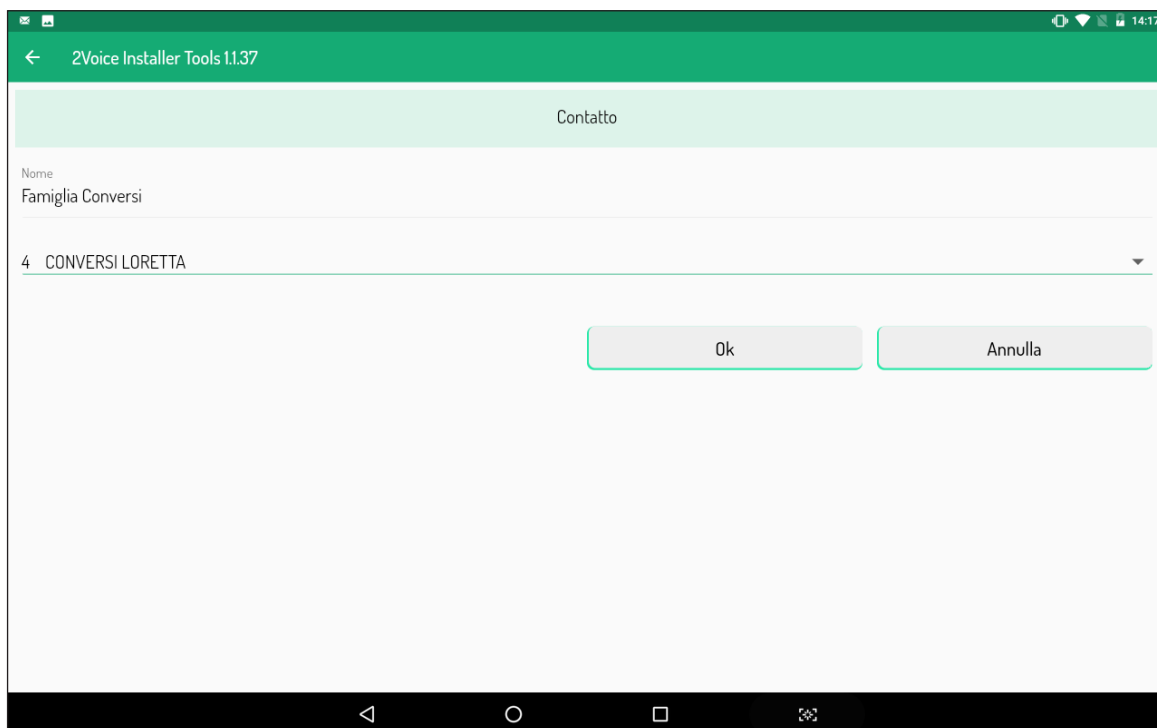 14:17
2Voice Installer Tools 1.1.37
Contatto
Nome
Famiglia Conversi
4 CONVERSI LORETTA
Ok Annulla